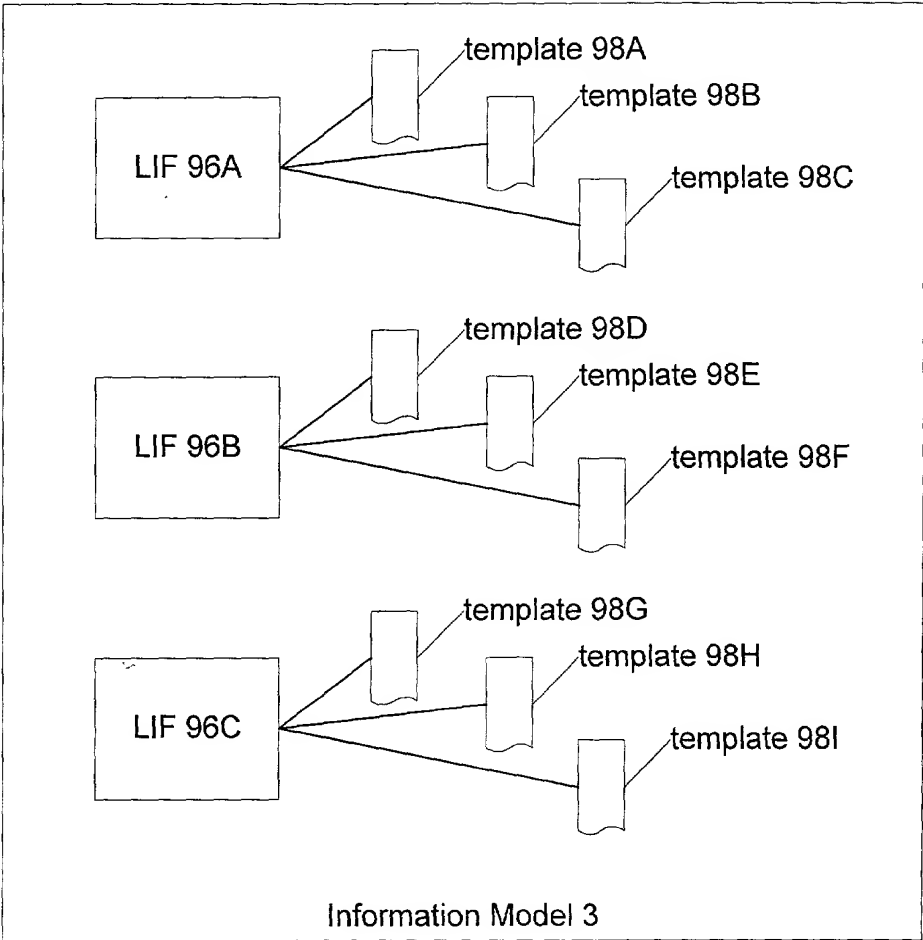 template 98A
template 98B
LIF 96A
template 98C
template 98D
template 98E
LIF 96B
template 98F
template 98G
template 98H
LIF 96C
template 98I
Information Model 3